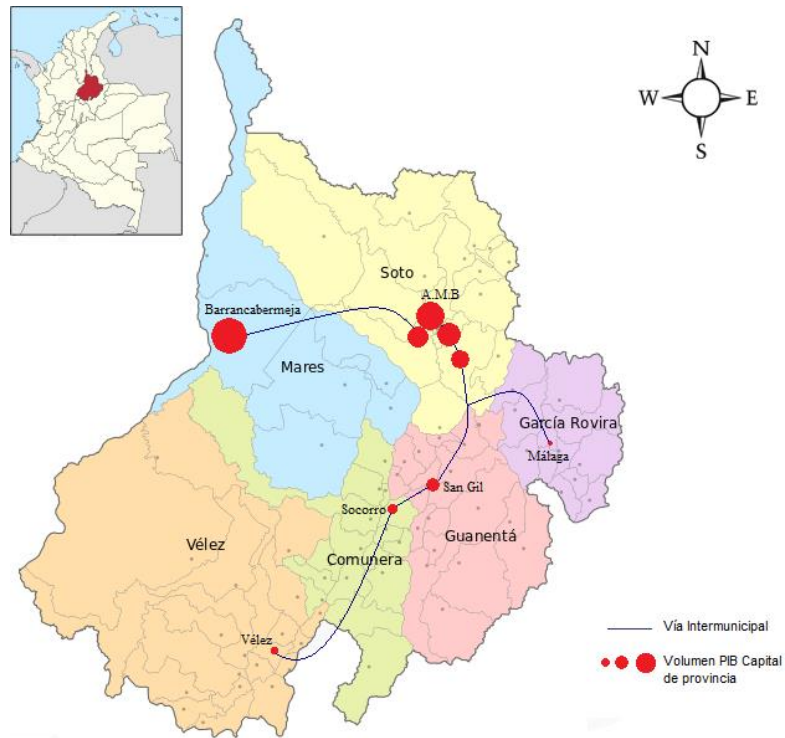 N
W E
S
Soto
A.M.B
Barrancabermeja
Mares
García Rovira
Málaga
San Gil
Socorro
Guanentá
Vélez
Comunera
Vélez
Vía Intermunicipal
Volumen PIB Capital
de provincia